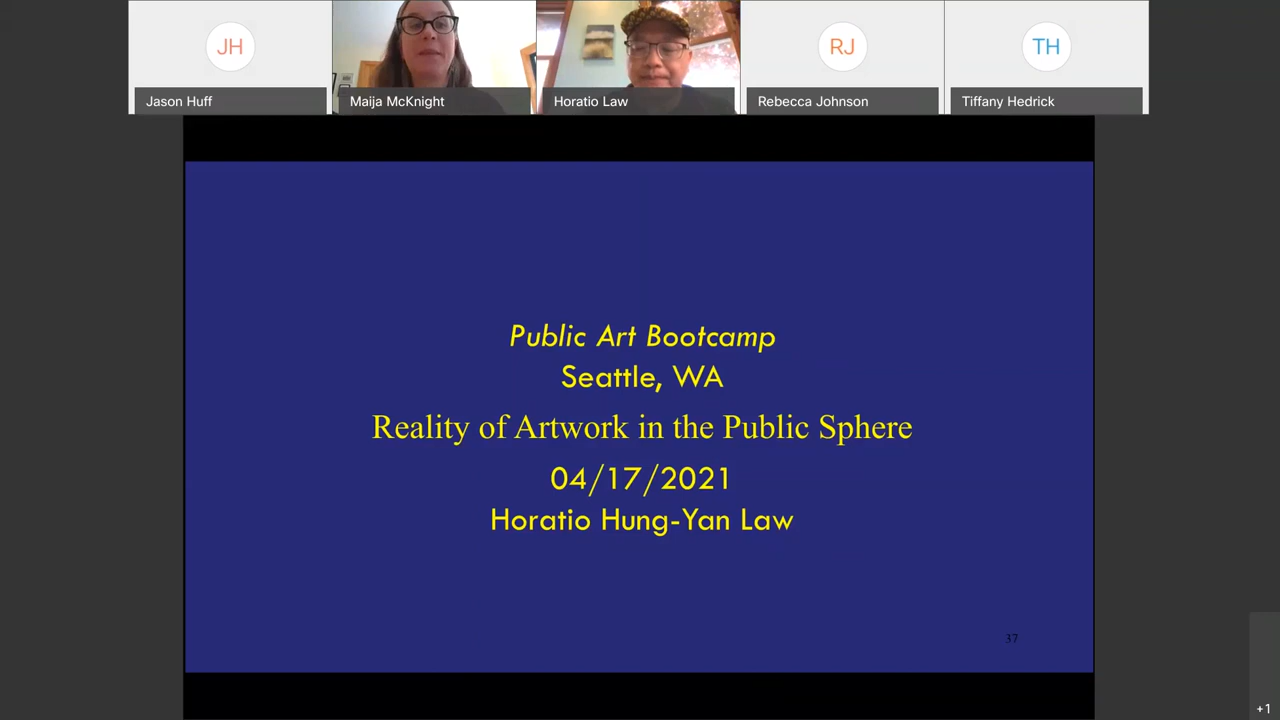 JH
RJ
TH
Jason Huff
Maija McKnight
Horatio Law
Rebecca Johnson
Tiffany Hedrick
Public Art Bootcamp
Seattle, WA
Reality of Artwork in the Public Sphere
04/17/2021
Horatio Hung-Yan Law
37
+1